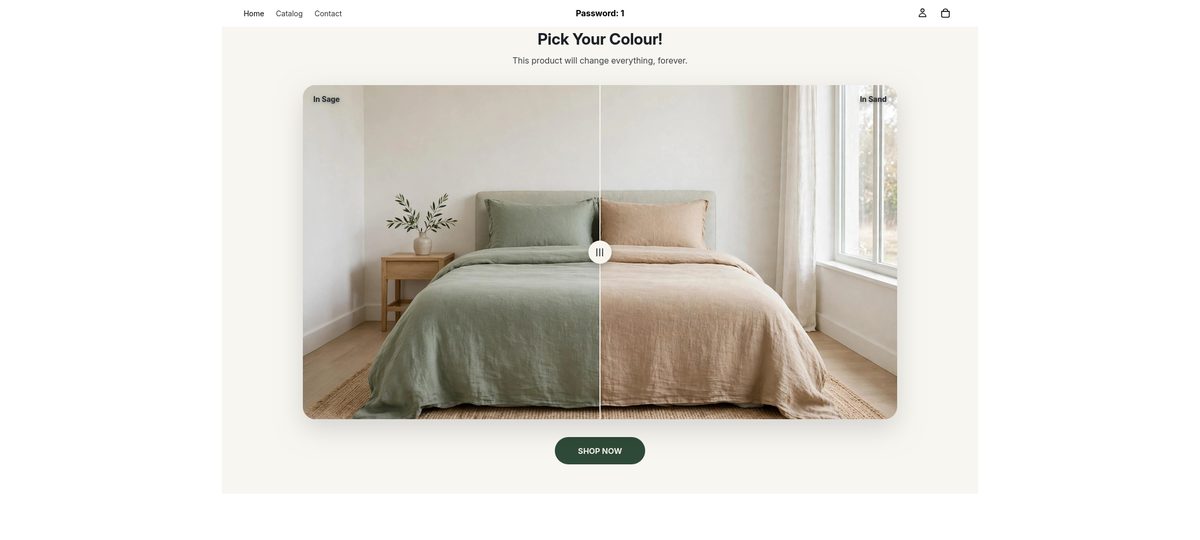 Home Catalog Contact Password: 1
Pick Your Colour!
This product will change everything, forever.
In Sage In Sand
SHOP NOW